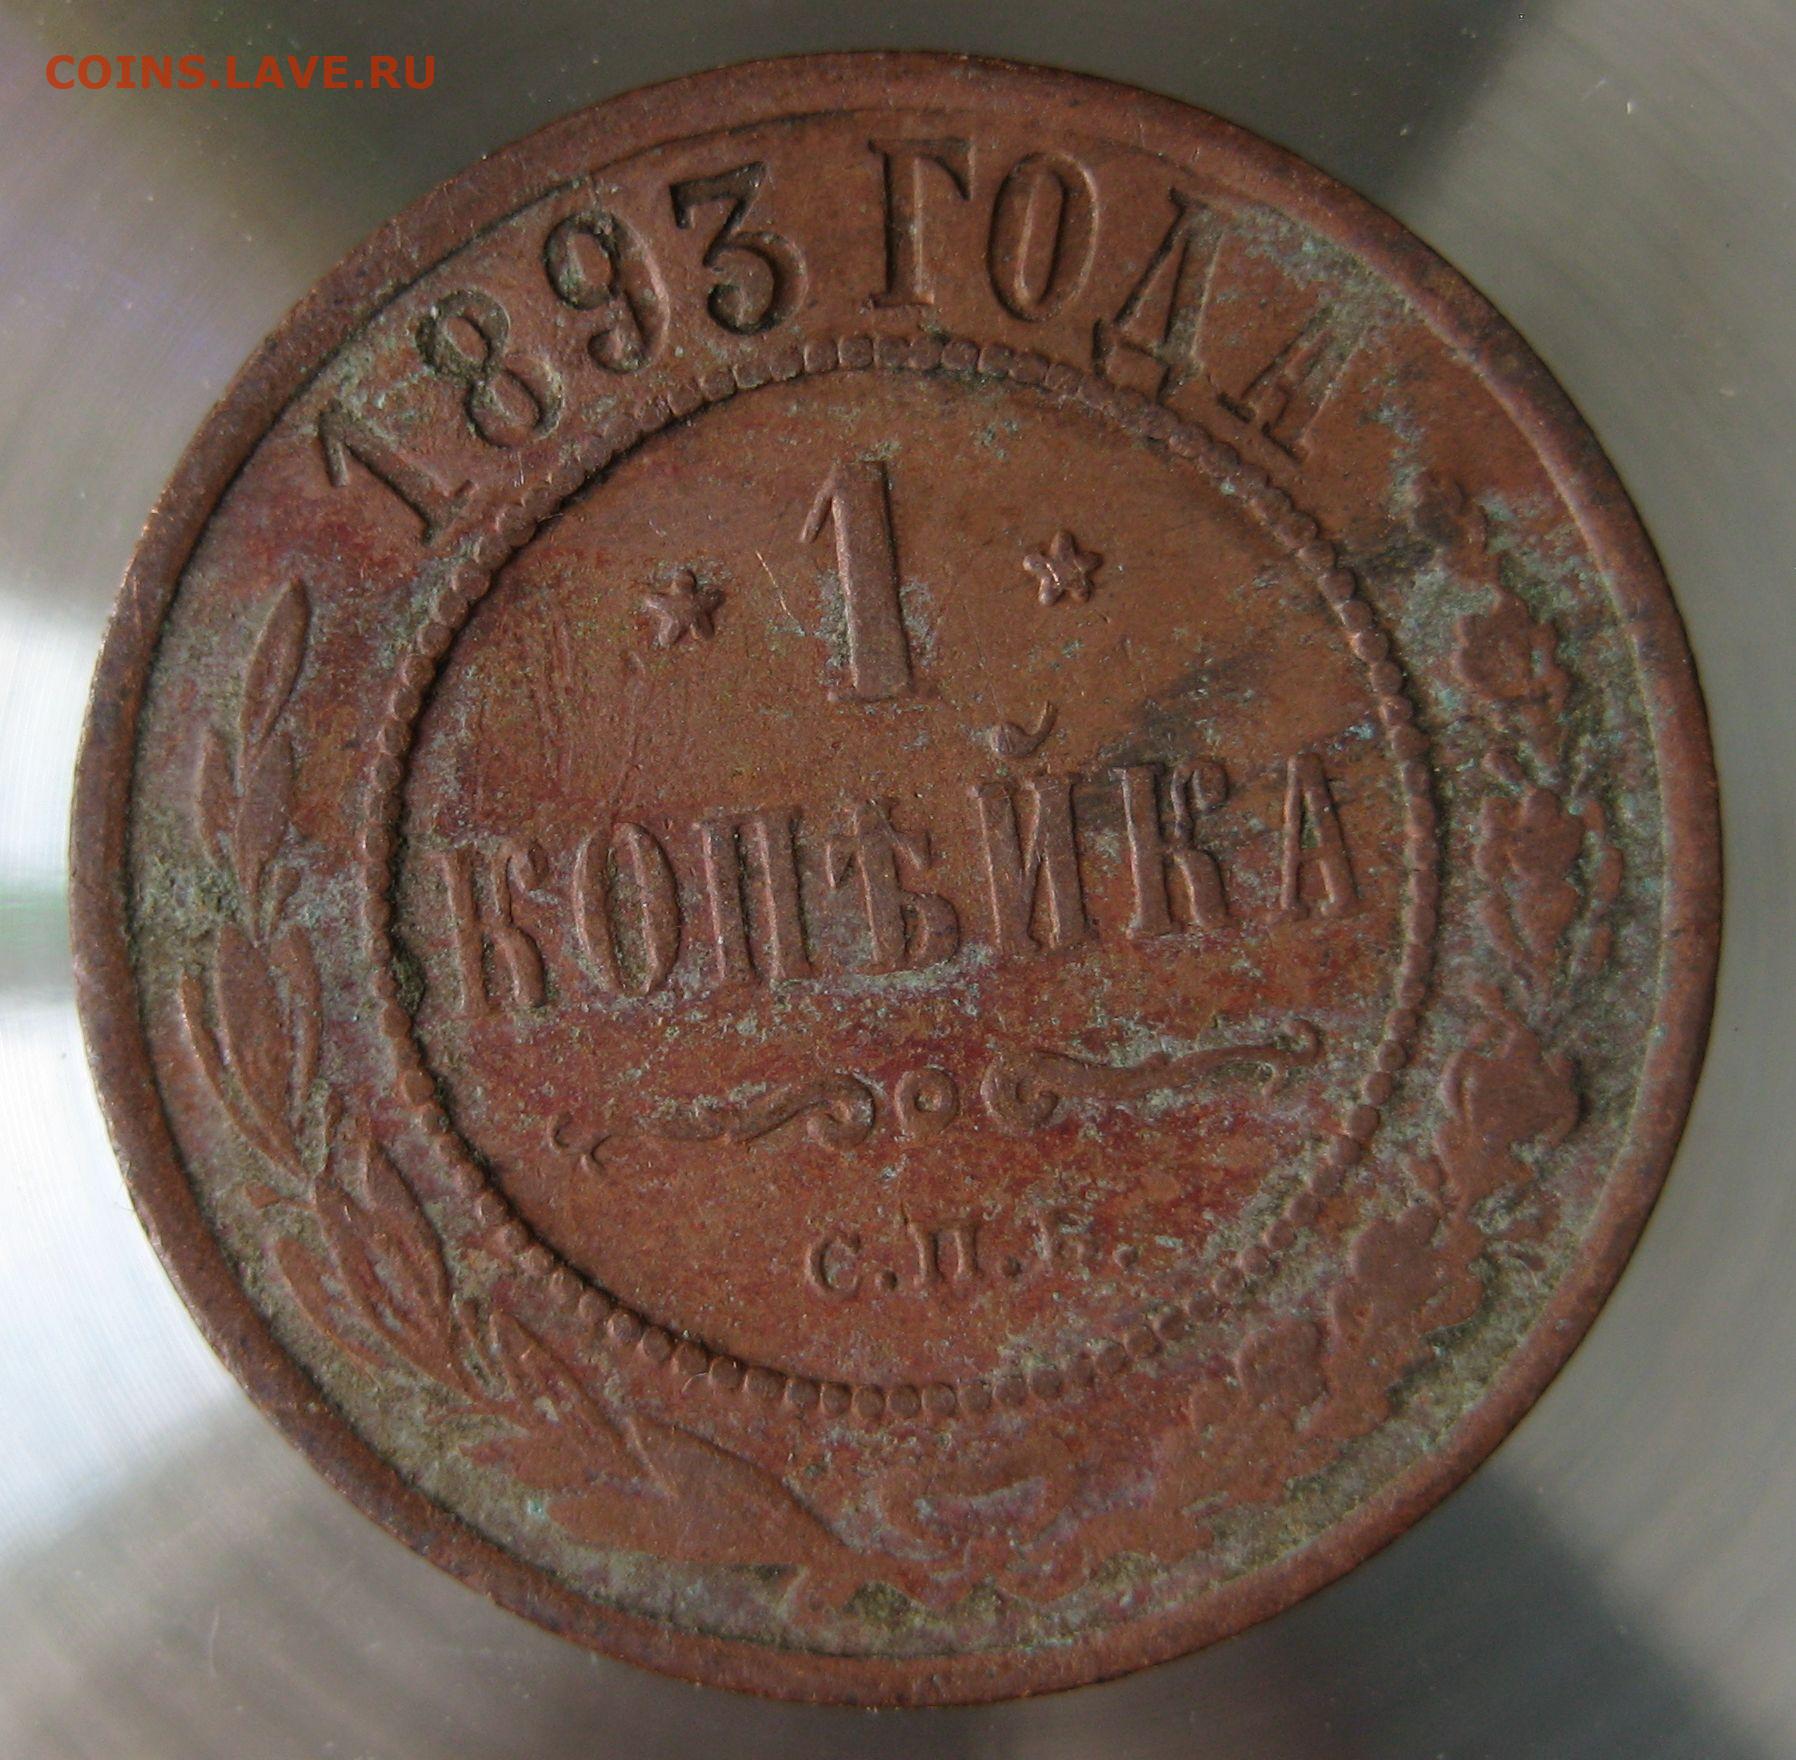 COINS.LAVE.RU
1893 ГОДА
* 1 *
КОПѢЙКА
С.П.Б.